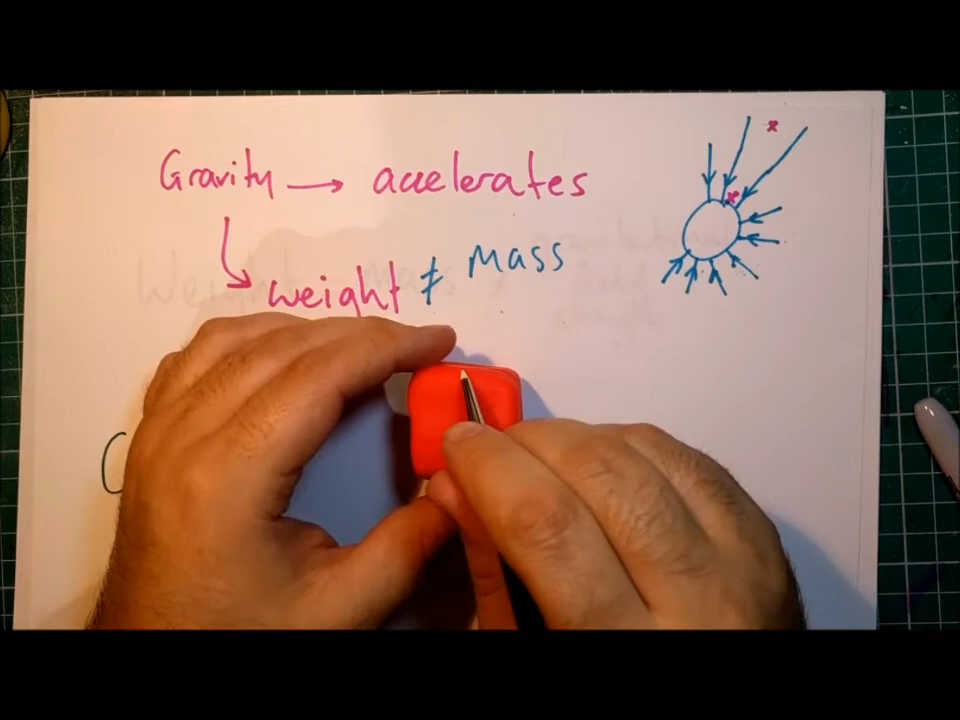 Gravity → accelerates
weight ≠ Mass